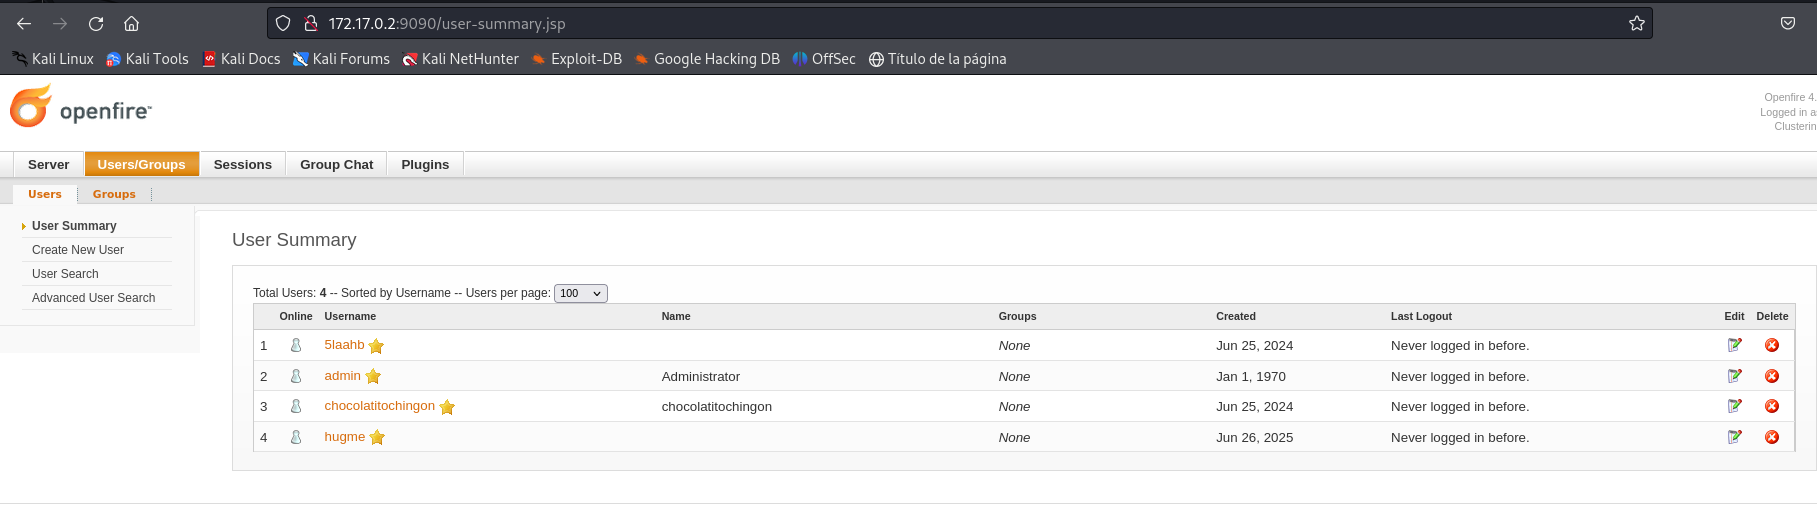 172.17.0.2:9090/user-summary.jsp
Kali Linux Kali Tools Kali Docs Kali Forums Kali NetHunter Exploit-DB Google Hacking DB OffSec Título de la página
openfire™
Openfire 4.
Logged in as
Clusterin
Server Users/Groups Sessions Group Chat Plugins
Users Groups
User Summary
Create New User
User Search
Advanced User Search
User Summary
Total Users: 4 -- Sorted by Username -- Users per page: 100
Online Username Name Groups Created Last Logout Edit Delete
1 5laahb None Jun 25, 2024 Never logged in before.
2 admin Administrator None Jan 1, 1970 Never logged in before.
3 chocolatitochingon chocolatitochingon None Jun 25, 2024 Never logged in before.
4 hugme None Jun 26, 2025 Never logged in before.